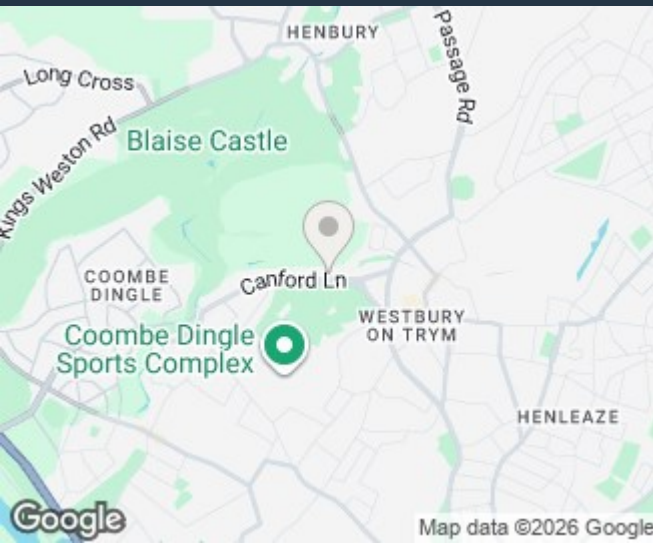 HENBURY
Passage Rd
Long Cross
Kings Weston Rd
Blaise Castle
COOMBE
DINGLE
Canford Ln
WESTBURY
ON TRYM
Coombe Dingle
Sports Complex
HENLEAZE
Google
Map data ©2026 Google